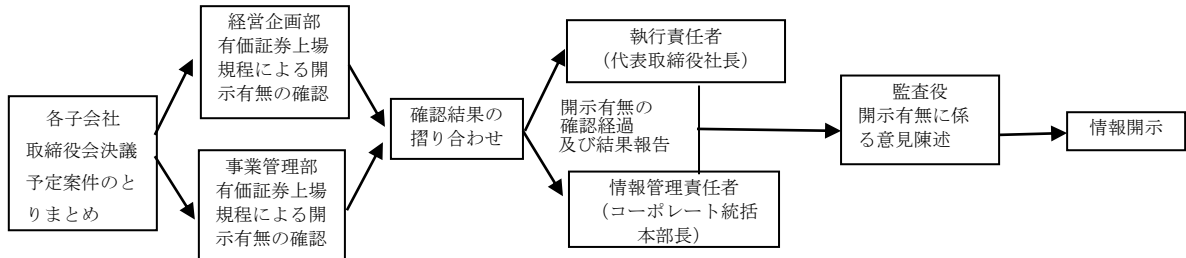 各子会社
取締役会決議
予定案件のと
りまとめ
経営企画部
有価証券上場
規程による開
示有無の確認
事業管理部
有価証券上場
規程による開
示有無の確認
確認結果の
摺り合わせ
執行責任者
（代表取締役社長）
開示有無の
確認経過
及び結果報告
情報管理責任者
（コーポレート統括
本部長）
監査役
開示有無に係
る意見陳述
情報開示